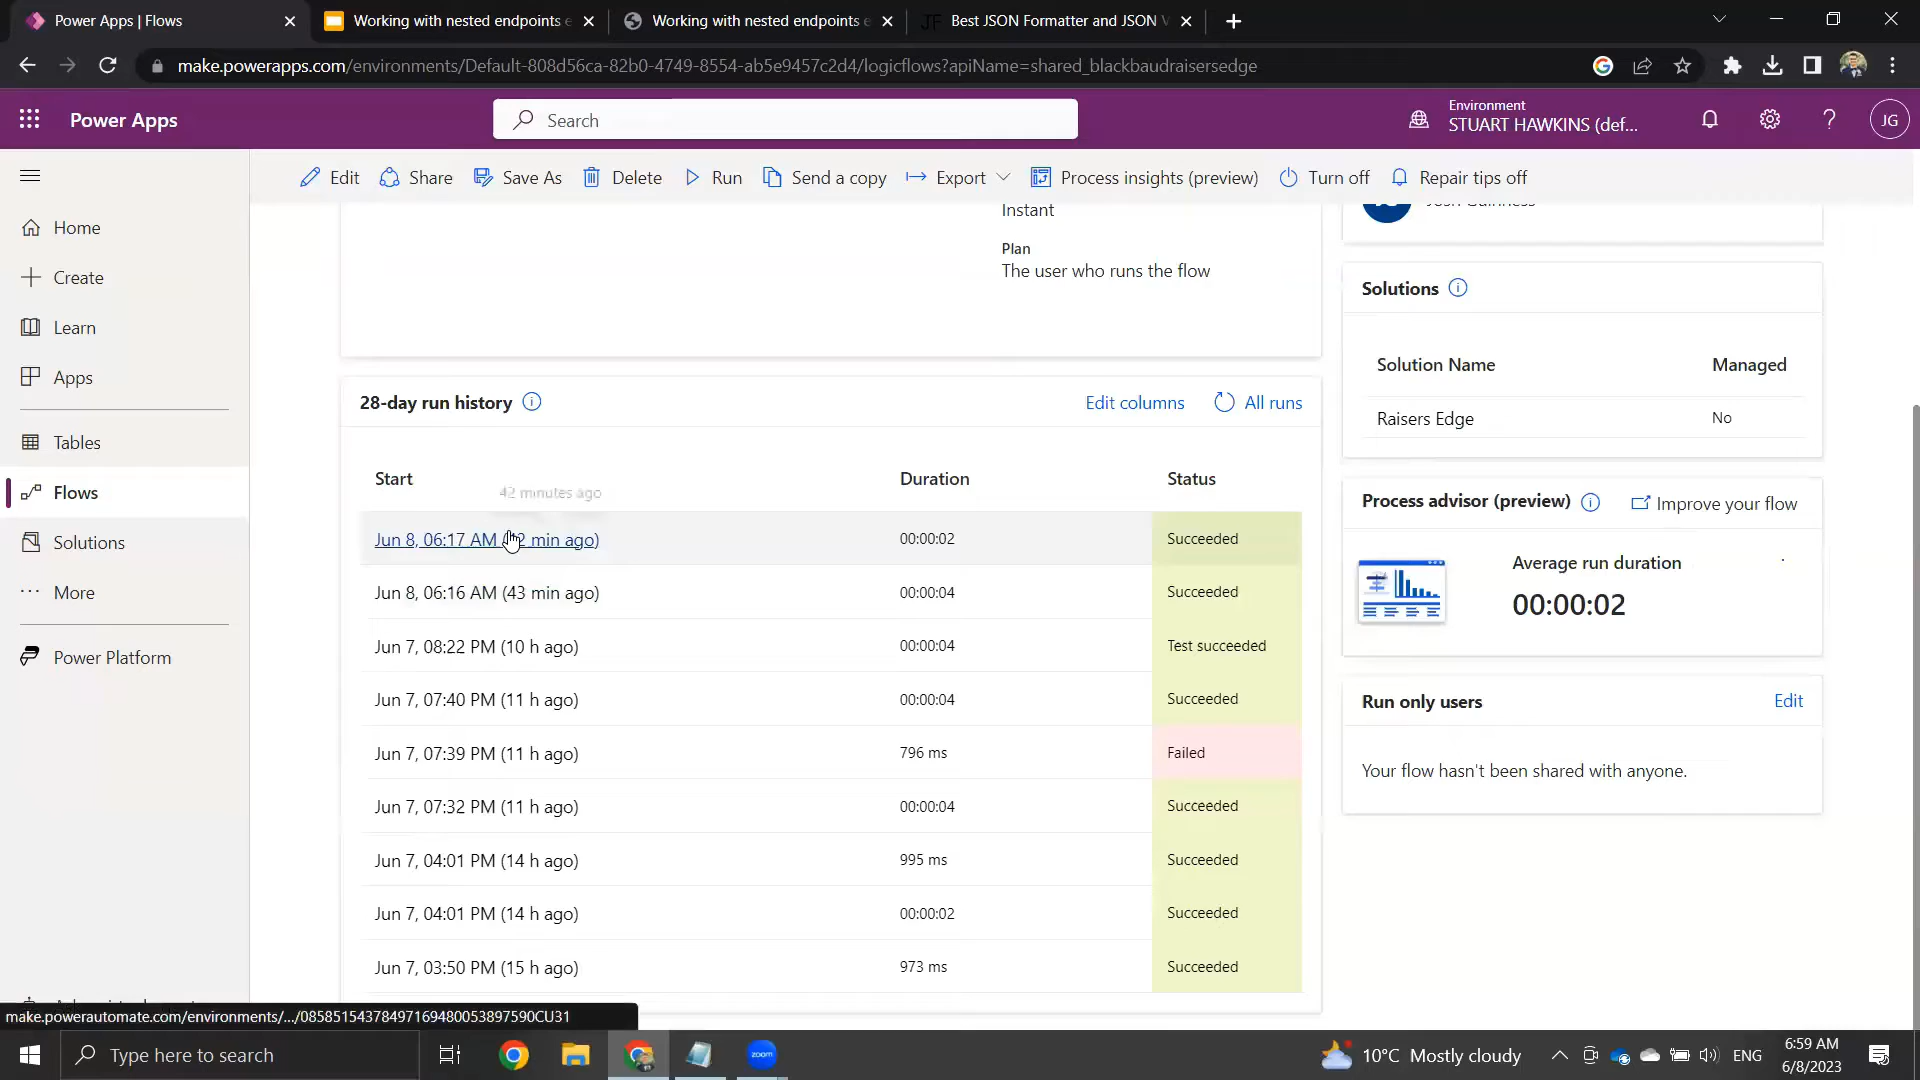 Power Apps | Flows
Working with nested endpoints e
Working with nested endpoints e
JF Best JSON Formatter and JSON V
make.powerapps.com/environments/Default-808d56ca-82b0-4749-8554-ab5e9457c2d4/logicflows?apiName=shared_blackbaudraisersedge
Power Apps
Search
Environment
STUART HAWKINS (def...
JG
Edit
Share
Save As
Delete
Run
Send a copy
Export
Process insights (preview)
Turn off
Repair tips off
Home
Create
Learn
Apps
Tables
Flows
Solutions
More
Power Platform
Instant
Plan
The user who runs the flow
28-day run history
Edit columns
All runs
Start
Duration
Status
42 minutes ago
Jun 8, 06:17 AM (42 min ago) 00:00:02 Succeeded
Jun 8, 06:16 AM (43 min ago) 00:00:04 Succeeded
Jun 7, 08:22 PM (10 h ago) 00:00:04 Test succeeded
Jun 7, 07:40 PM (11 h ago) 00:00:04 Succeeded
Jun 7, 07:39 PM (11 h ago) 796 ms Failed
Jun 7, 07:32 PM (11 h ago) 00:00:04 Succeeded
Jun 7, 04:01 PM (14 h ago) 995 ms Succeeded
Jun 7, 04:01 PM (14 h ago) 00:00:02 Succeeded
Jun 7, 03:50 PM (15 h ago) 973 ms Succeeded
Solutions
Solution Name Managed
Raisers Edge No
Process advisor (preview)
Improve your flow
Average run duration
00:00:02
Run only users
Edit
Your flow hasn't been shared with anyone.
make.powerautomate.com/environments/.../08585154378497169480053897590CU31
Type here to search
zoom
10°C Mostly cloudy
ENG
6:59 AM
6/8/2023